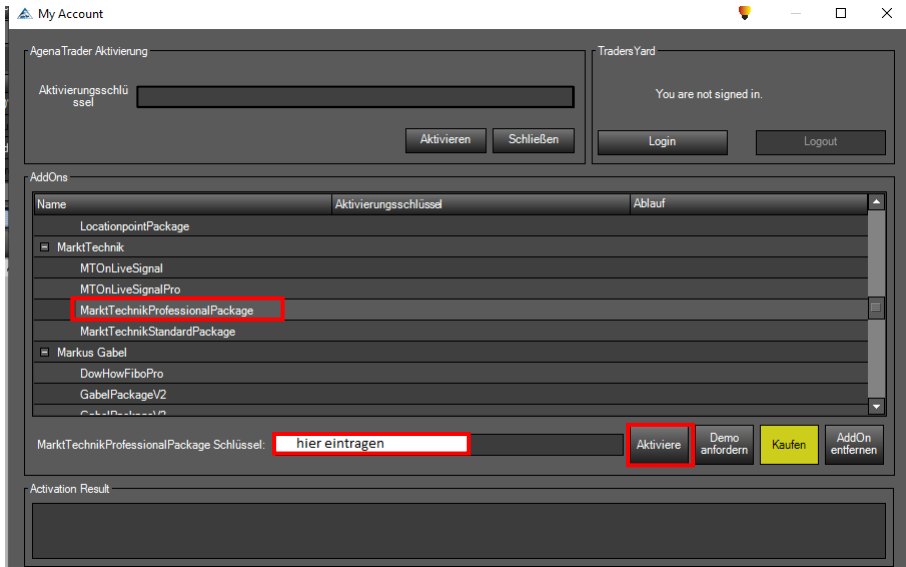 My Account
AgenaTrader Aktivierung
Aktivierungsschlü
ssel
Aktivieren
Schließen
TradersYard
You are not signed in.
Login
Logout
AddOns
Name
Aktivierungsschlüssel
Ablauf
LocationpointPackage
MarktTechnik
MTOnLiveSignal
MTOnLiveSignalPro
MarktTechnikProfessionalPackage
MarktTechnikStandardPackage
Markus Gabel
DowHowFiboPro
GabelPackageV2
MarktTechnikProfessionalPackage Schlüssel:
hier eintragen
Aktiviere
Demo
anfordern
Kaufen
AddOn
entfernen
Activation Result